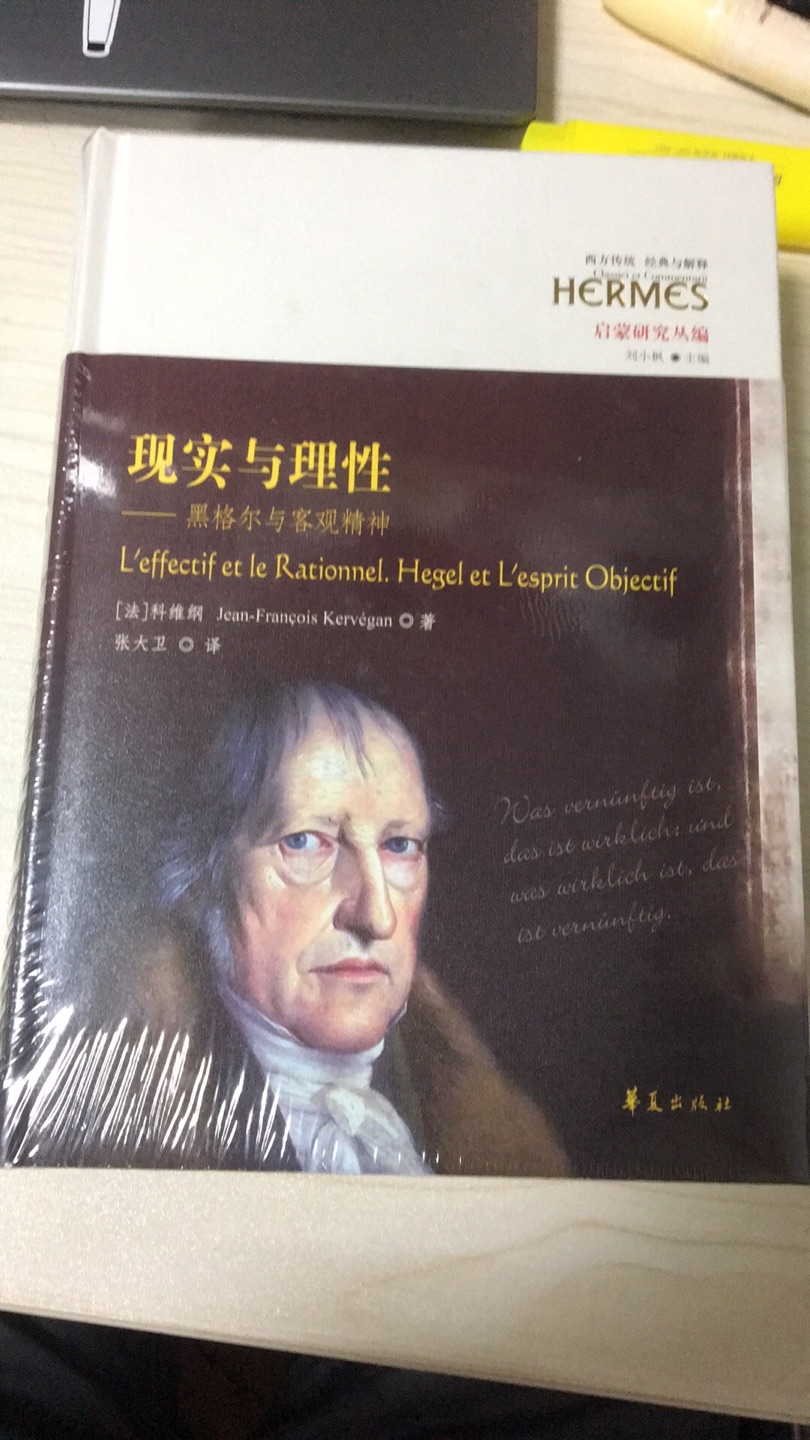 西方传统 经典与解释
Classici et Commentarii
HERMES
启蒙研究丛编
刘小枫 ◉ 主编
现实与理性
—— 黑格尔与客观精神
L'effectif et le Rationnel. Hegel et L'esprit Objectif
[法]科维纲 Jean-François Kervégan ◎ 著
张大卫 ◎ 译
Was vernünftig ist,
das ist wirklich; und
was wirklich ist, das
ist vernünftig.
華夏出版社